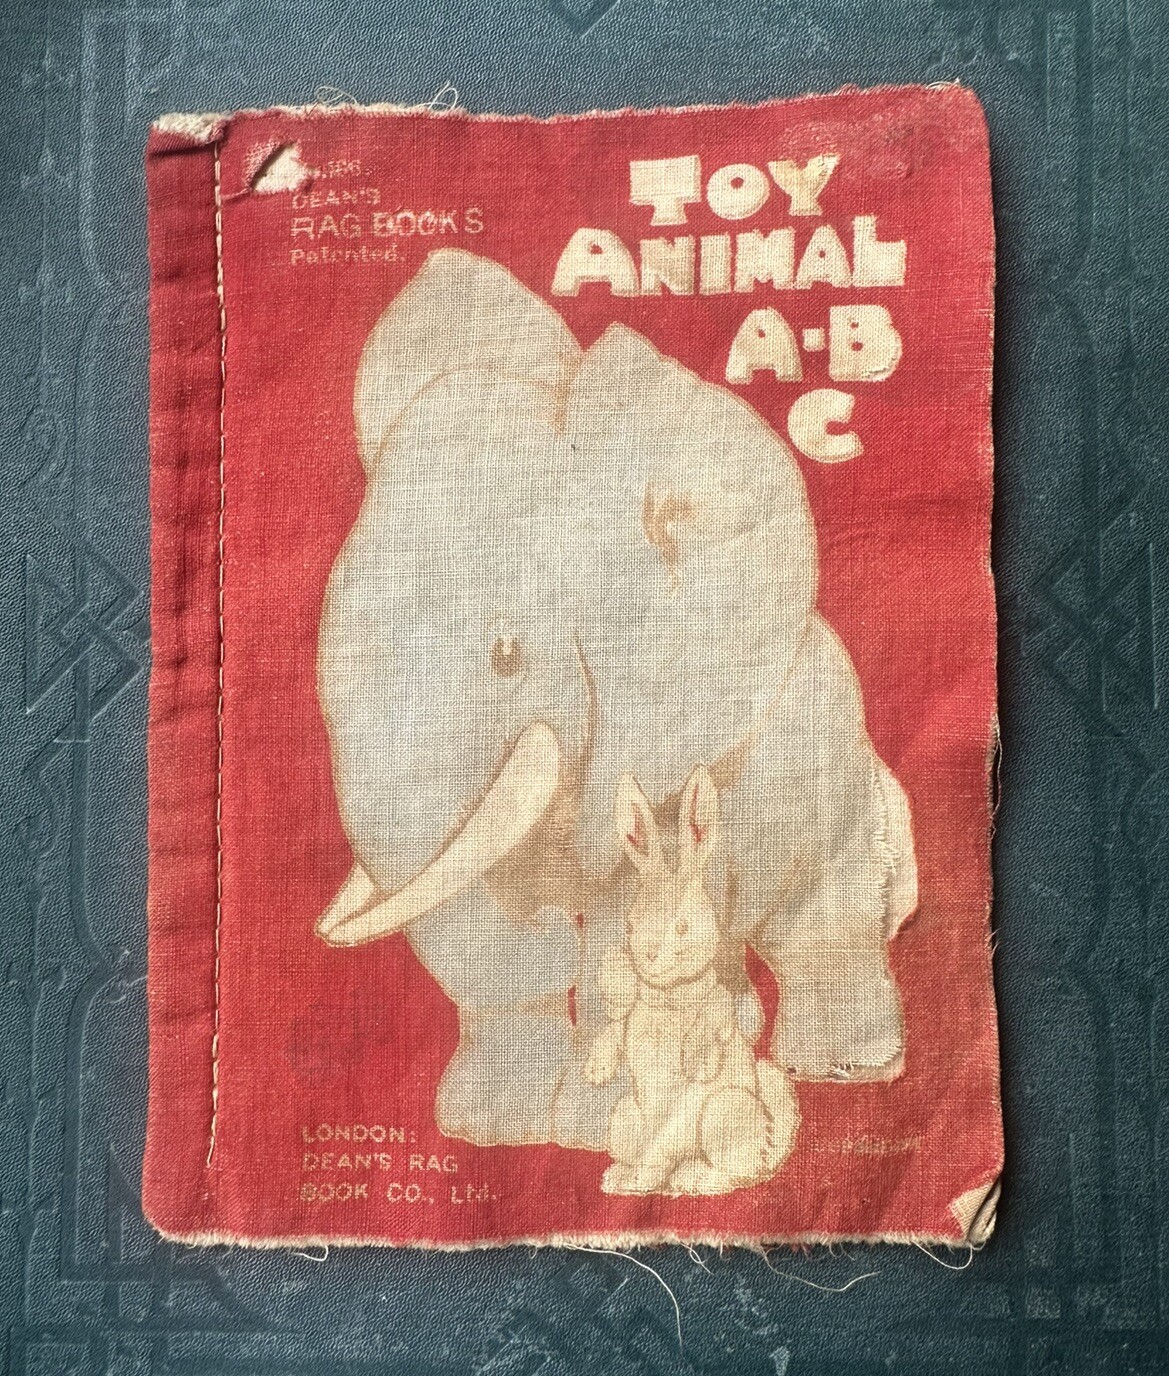 DEAN'S
RAG BOOKS
Patented.
TOY
ANIMAL
A-B
C
LONDON:
DEAN'S RAG
BOOK CO., Ltd.